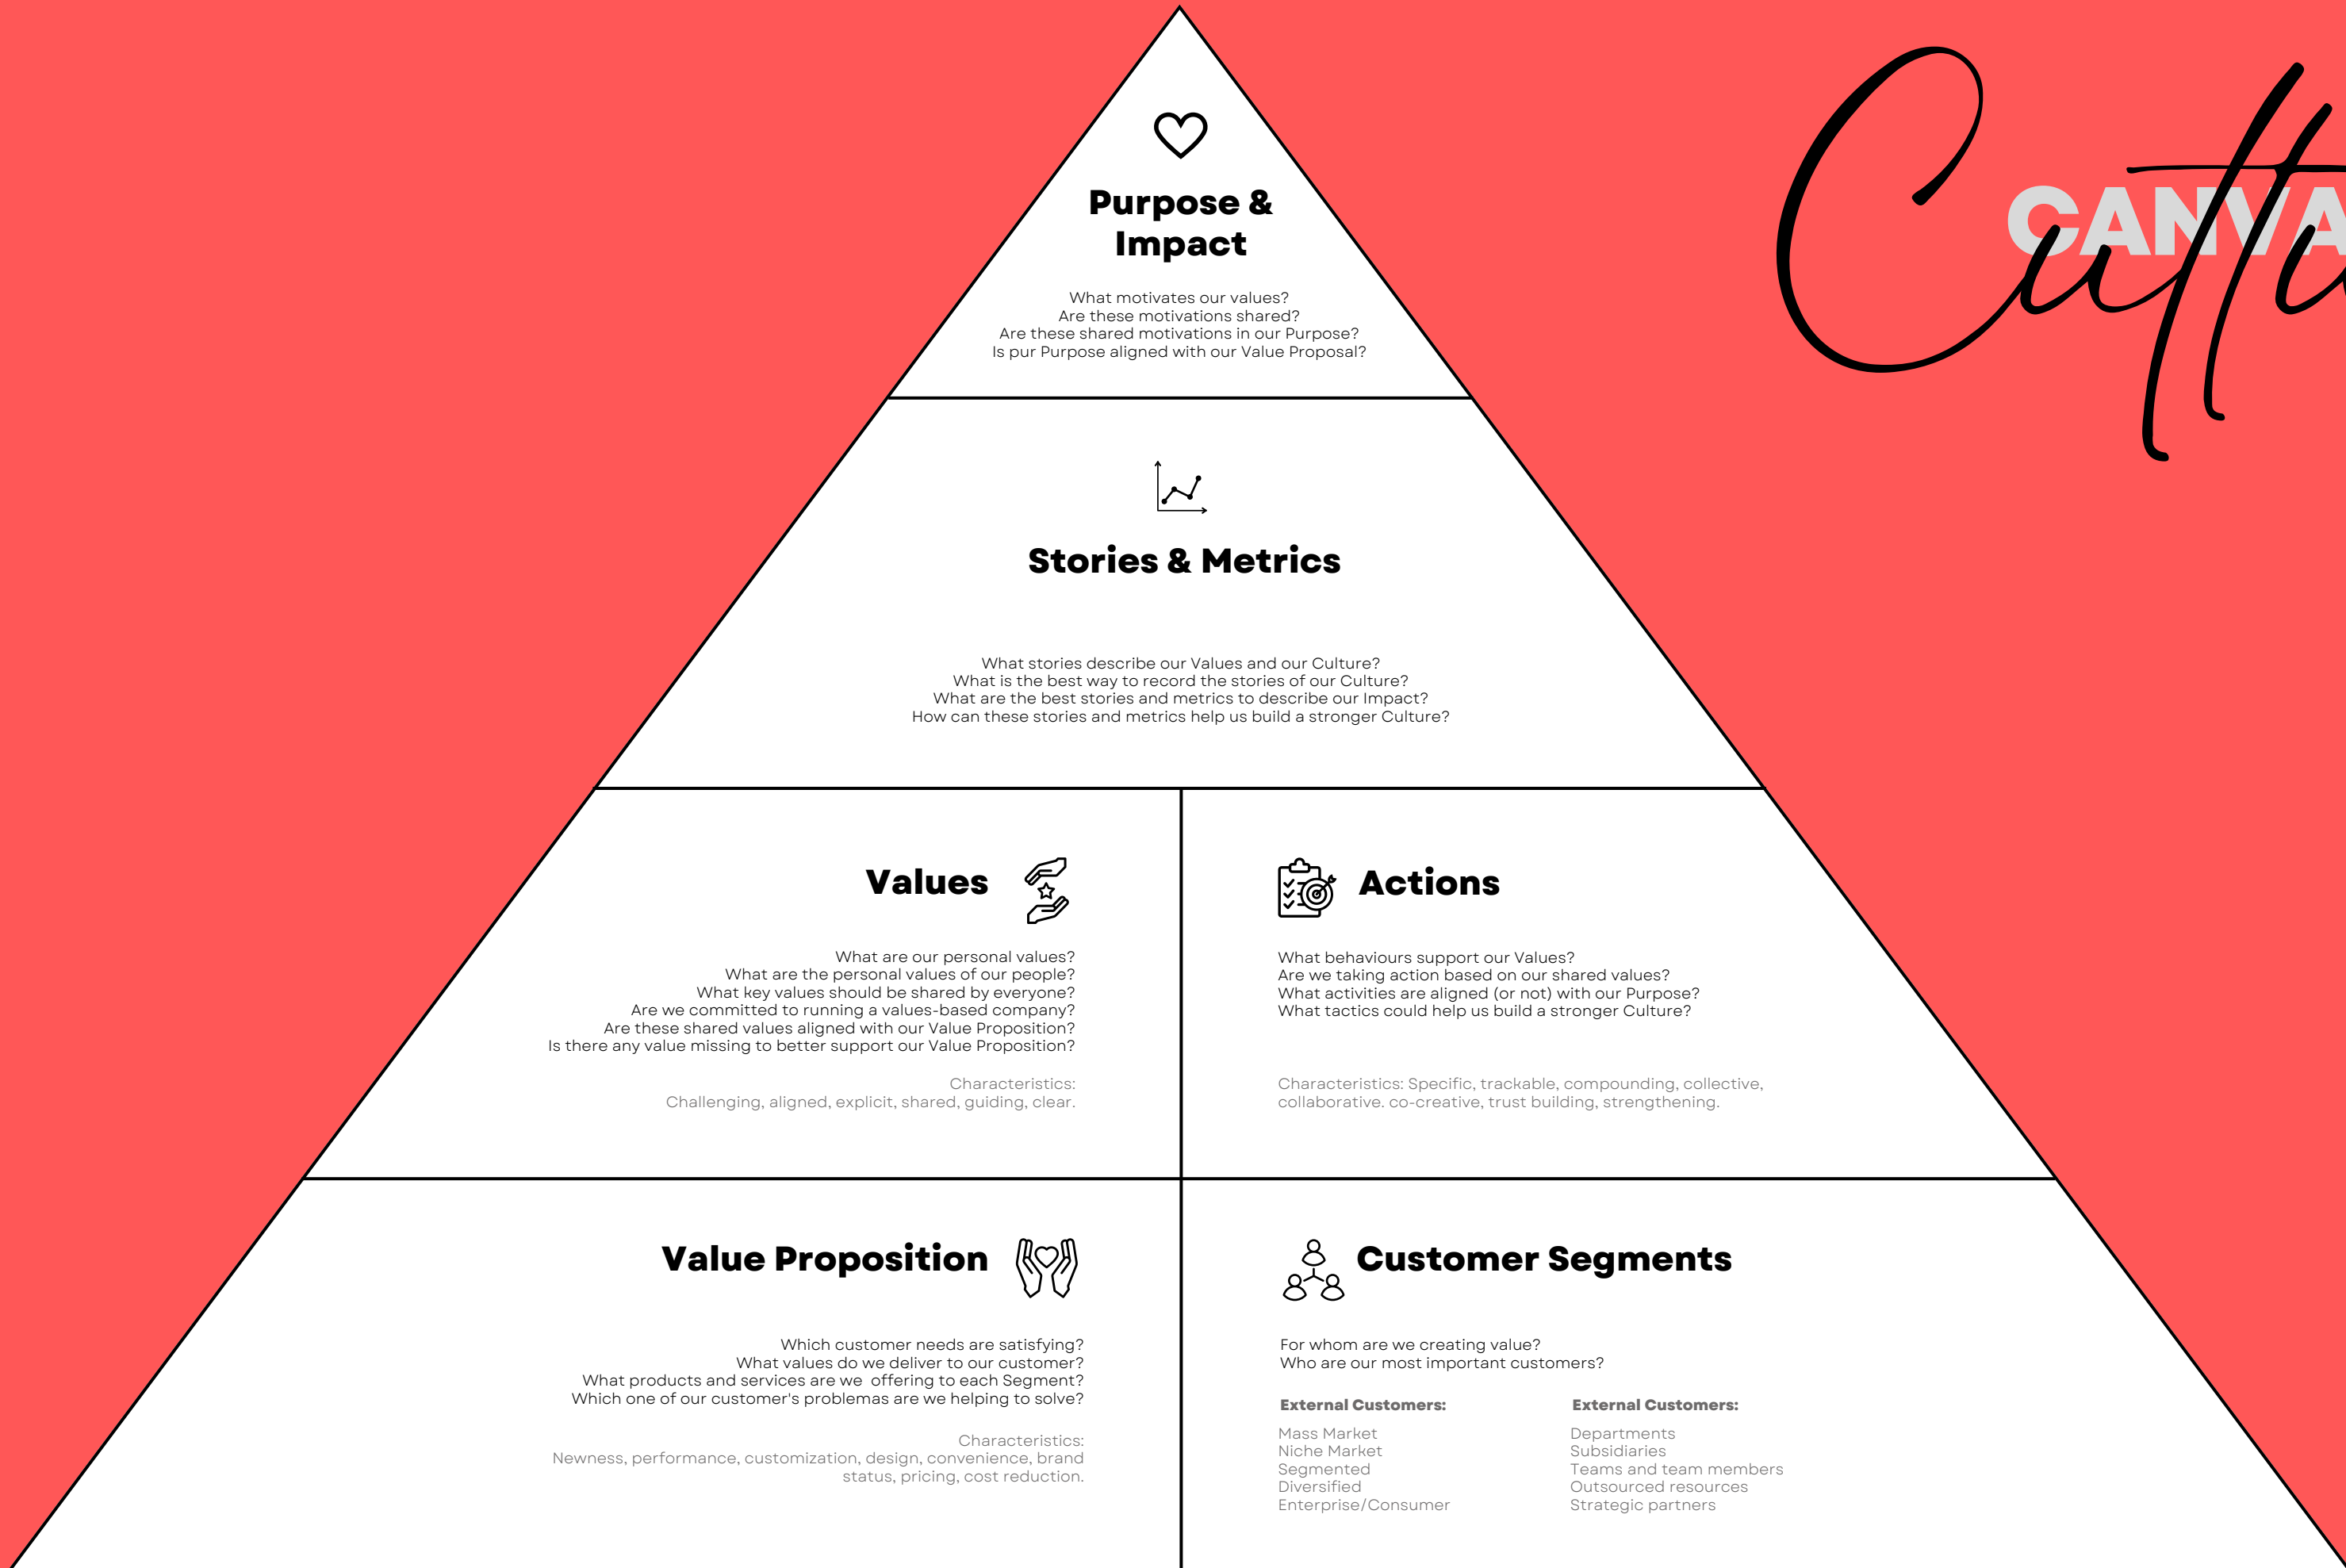 Purpose &
Impact
What motivates our values?
Are these motivations shared?
Are these shared motivations in our Purpose?
Is pur Purpose aligned with our Value Proposal?
CANVA
Cultu
Stories & Metrics
What stories describe our Values and our Culture?
What is the best way to record the stories of our Culture?
What are the best stories and metrics to describe our Impact?
How can these stories and metrics help us build a stronger Culture?
Values
What are our personal values?
What are the personal values of our people?
What key values should be shared by everyone?
Are we committed to running a values-based company?
Are these shared values aligned with our Value Proposition?
Is there any value missing to better support our Value Proposition?
Characteristics:
Challenging, aligned, explicit, shared, guiding, clear.
Actions
What behaviours support our Values?
Are we taking action based on our shared values?
What activities are aligned (or not) with our Purpose?
What tactics could help us build a stronger Culture?
Characteristics: Specific, trackable, compounding, collective,
collaborative. co-creative, trust building, strengthening.
Value Proposition
Which customer needs are satisfying?
What values do we deliver to our customer?
What products and services are we  offering to each Segment?
Which one of our customer's problemas are we helping to solve?
Characteristics:
Newness, performance, customization, design, convenience, brand
status, pricing, cost reduction.
Customer Segments
For whom are we creating value?
Who are our most important customers?
External Customers:
Mass Market
Niche Market
Segmented
Diversified
Enterprise/Consumer
External Customers:
Departments
Subsidiaries
Teams and team members
Outsourced resources
Strategic partners